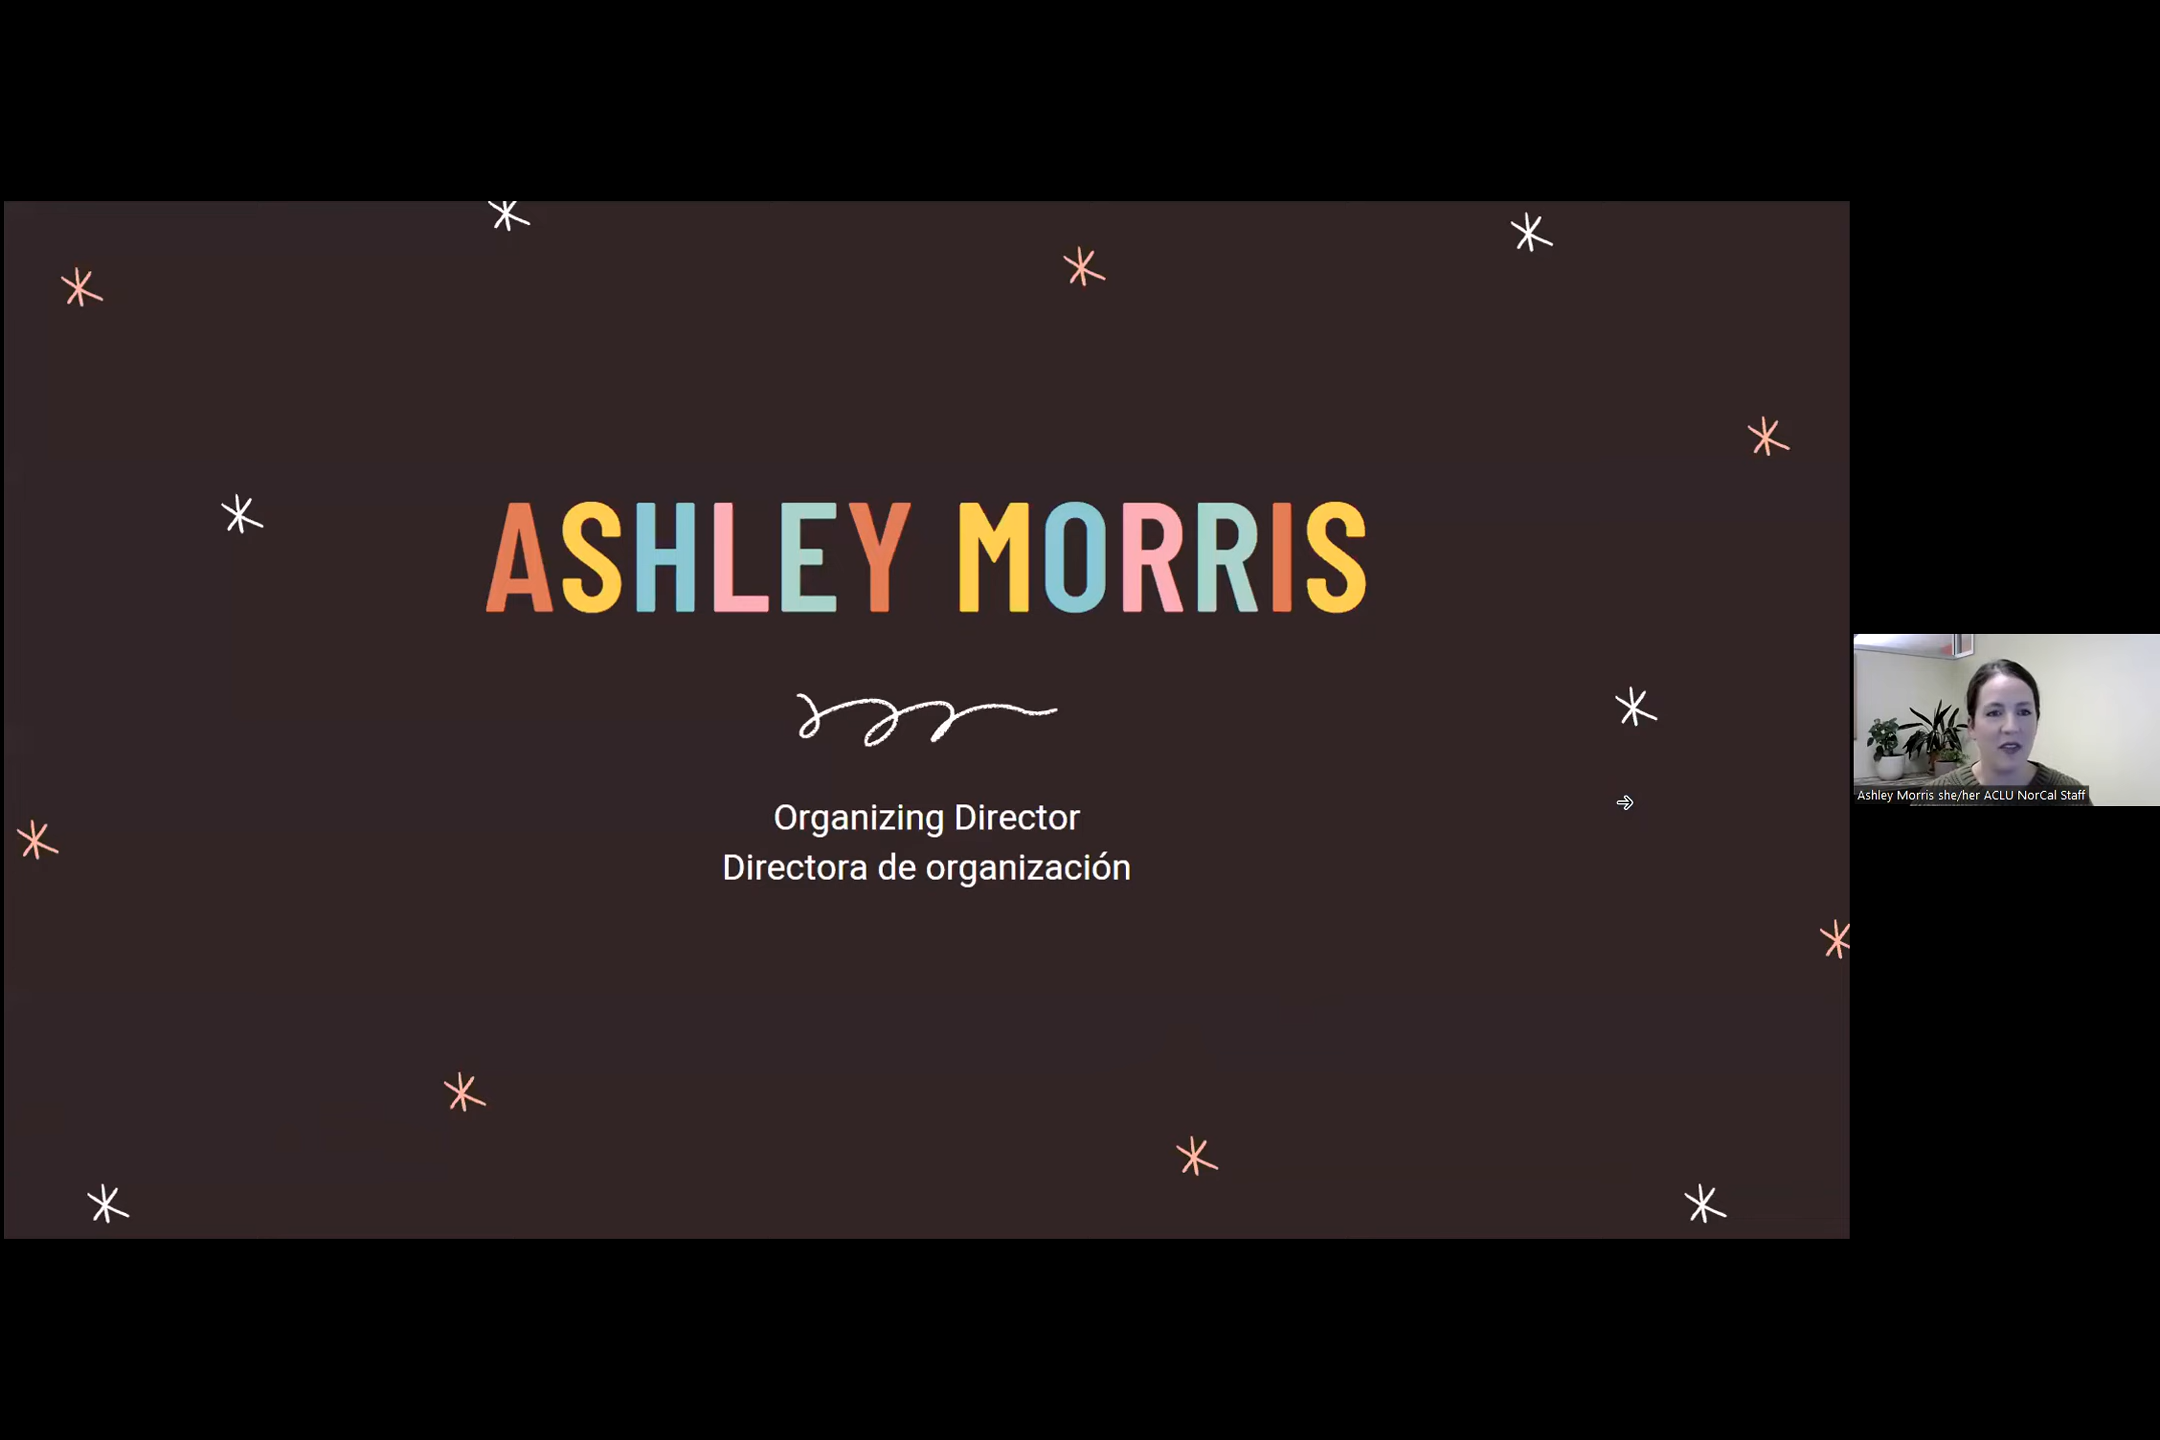 ASHLEY MORRIS
Organizing Director
Directora de organización
Ashley Morris she/her ACLU NorCal Staff